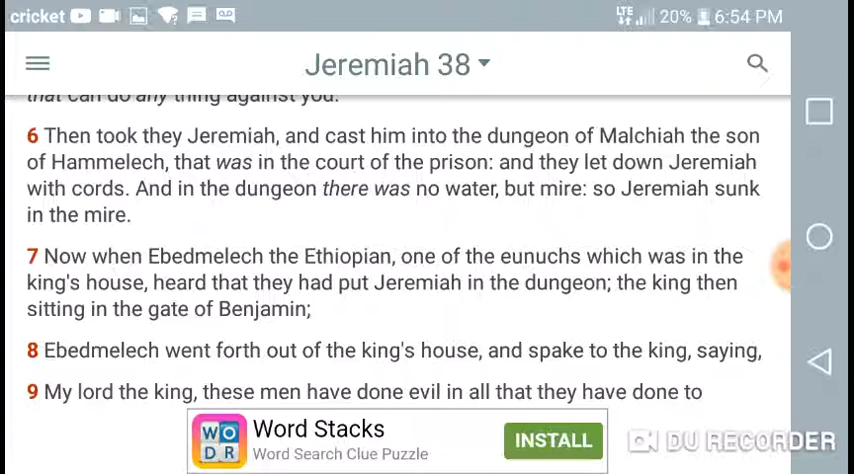 cricket 20% 6:54 PM
LTE
Jeremiah 38
that can do any thing against you.
6 Then took they Jeremiah, and cast him into the dungeon of Malchiah the son
of Hammelech, that was in the court of the prison: and they let down Jeremiah
with cords. And in the dungeon there was no water, but mire: so Jeremiah sunk
in the mire.
7 Now when Ebedmelech the Ethiopian, one of the eunuchs which was in the
king's house, heard that they had put Jeremiah in the dungeon; the king then
sitting in the gate of Benjamin;
8 Ebedmelech went forth out of the king's house, and spake to the king, saying,
9 My lord the king, these men have done evil in all that they have done to
WO
DR
Word Stacks
Word Search Clue Puzzle
INSTALL
DU RECORDER